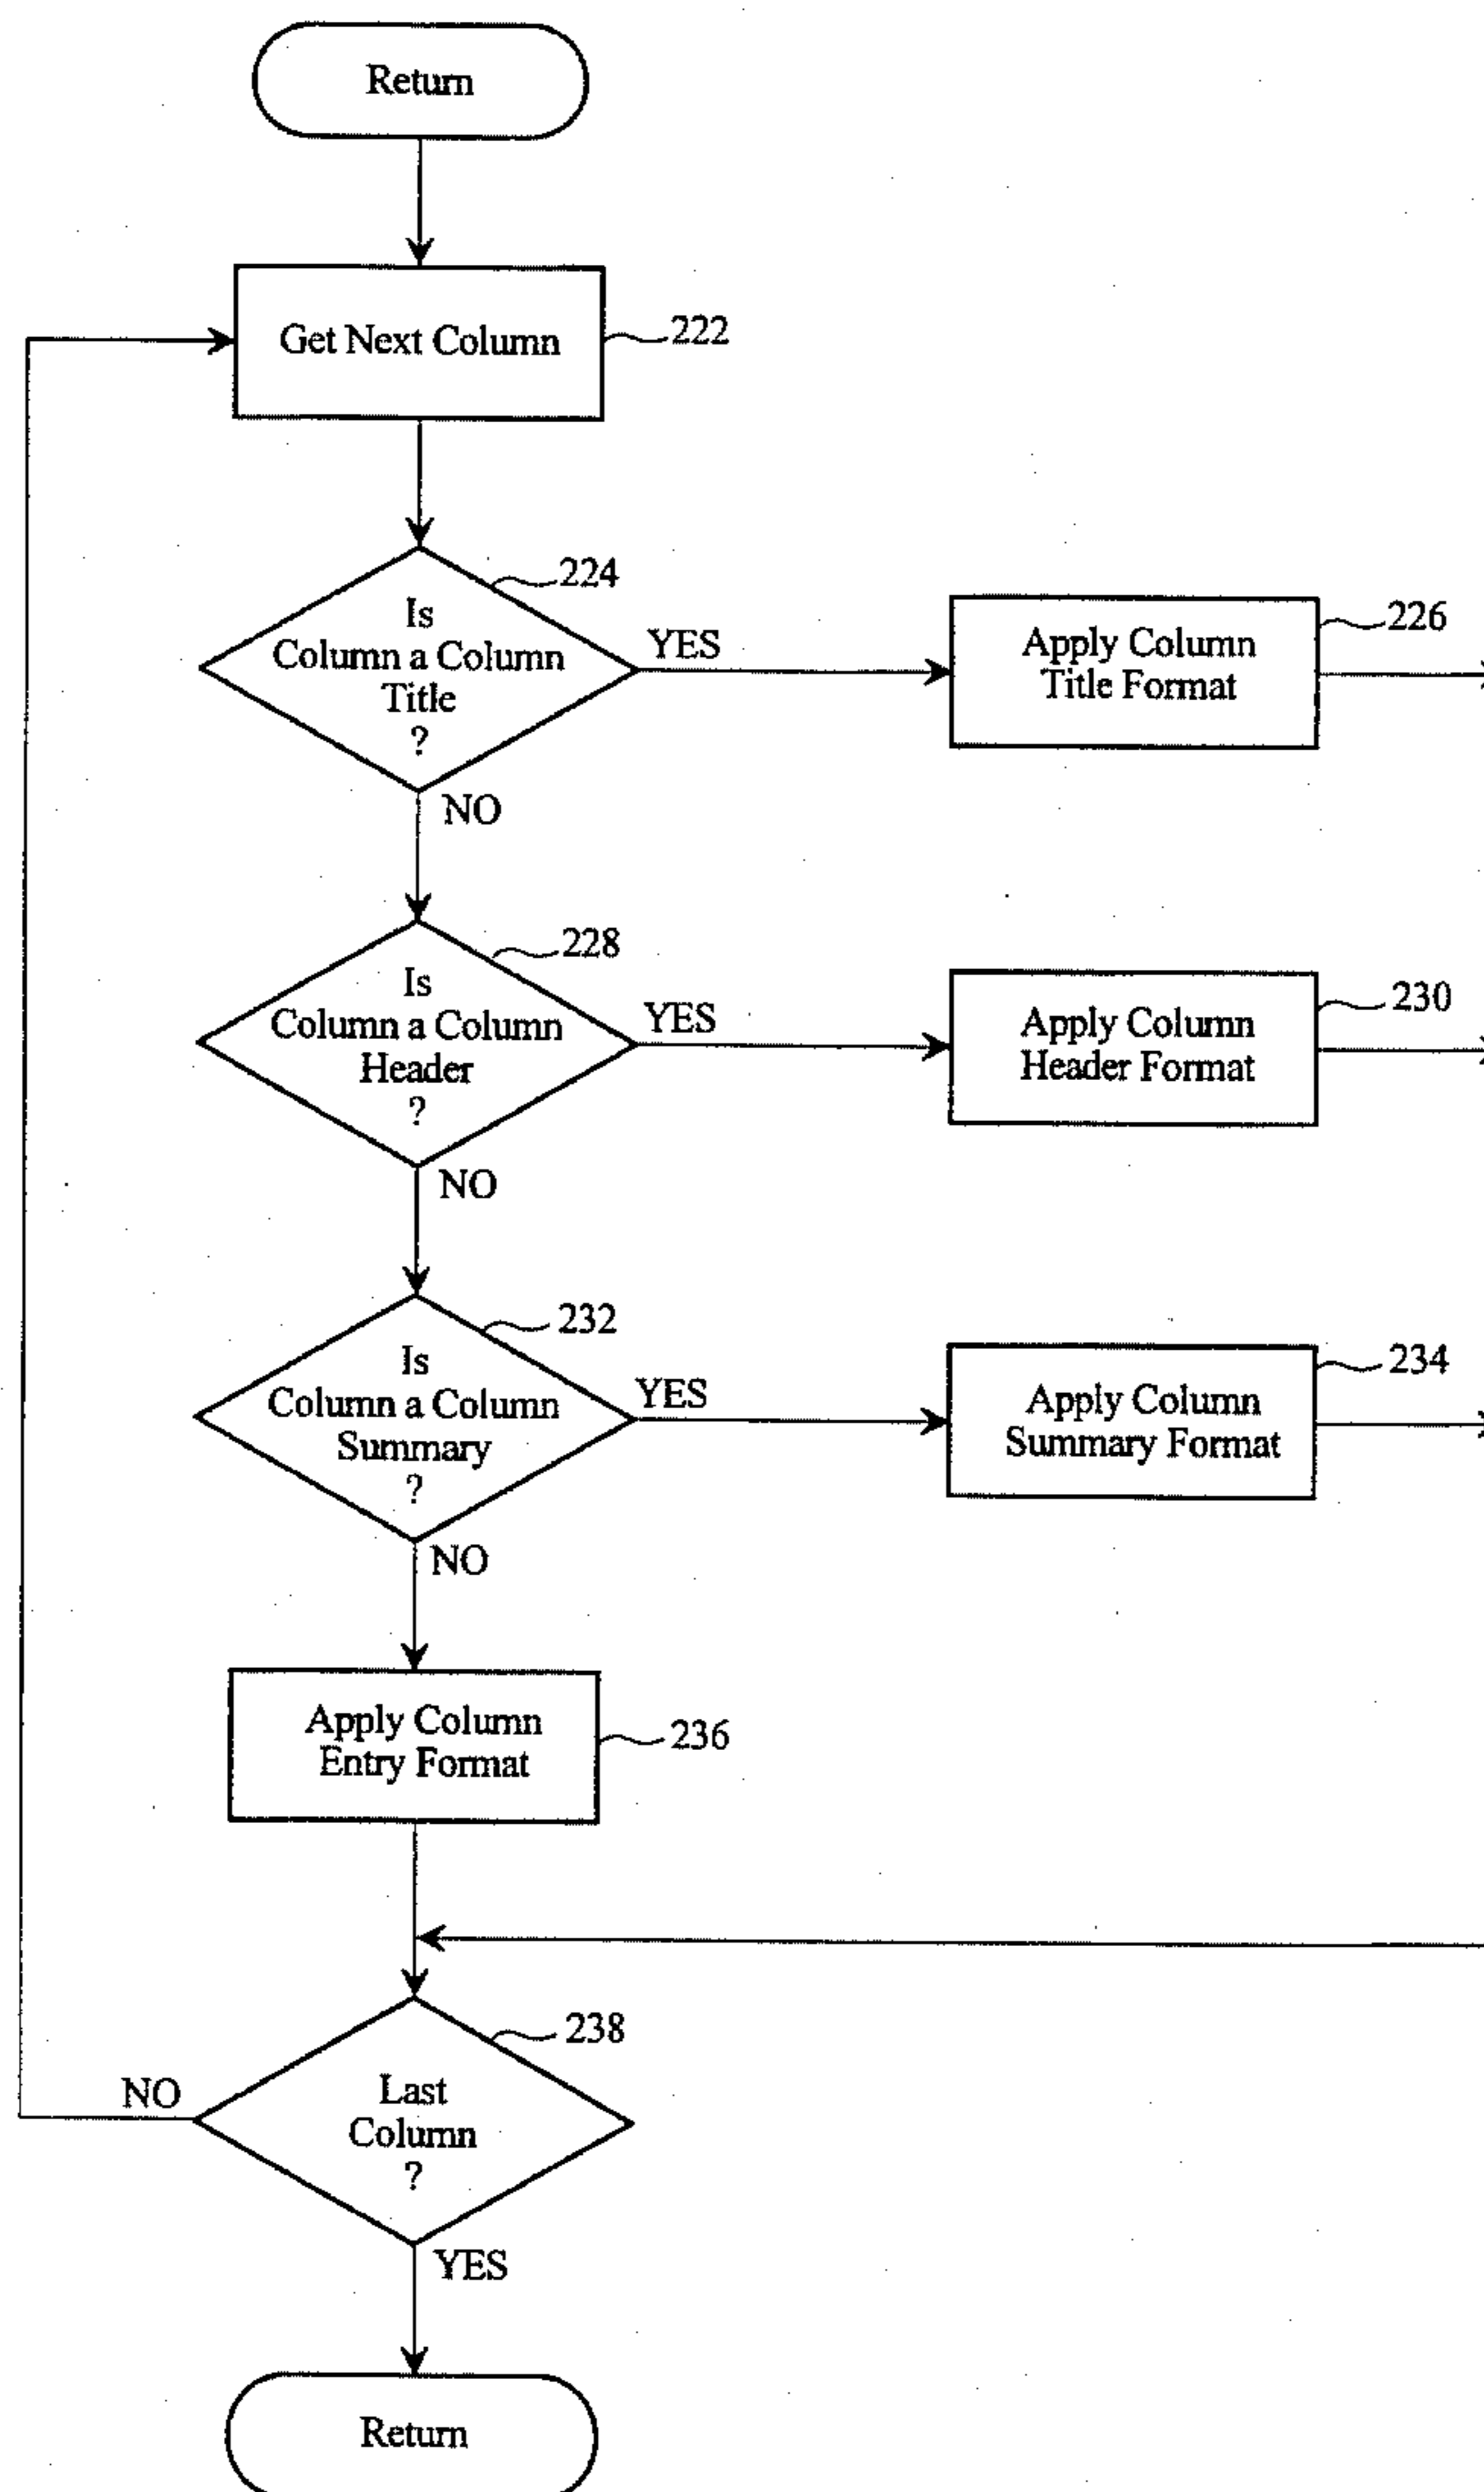 Return
Get Next Column
222
224
Is
Column a Column
Title
?
YES
Apply Column
Title Format
226
NO
228
Is
Column a Column
Header
?
YES
Apply Column
Header Format
230
NO
232
Is
Column a Column
Summary
?
YES
Apply Column
Summary Format
234
NO
Apply Column
Entry Format
236
238
NO
Last
Column
?
YES
Return